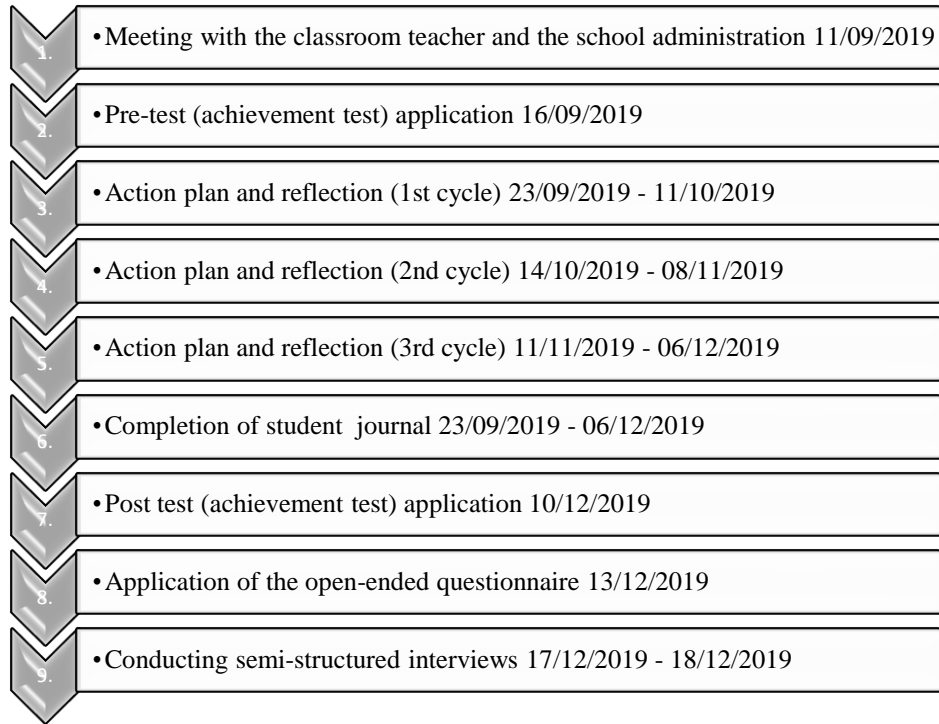 1. •Meeting with the classroom teacher and the school administration 11/09/2019
2. •Pre-test (achievement test) application 16/09/2019
3. •Action plan and reflection (1st cycle) 23/09/2019 - 11/10/2019
4. •Action plan and reflection (2nd cycle) 14/10/2019 - 08/11/2019
5. •Action plan and reflection (3rd cycle) 11/11/2019 - 06/12/2019
6. •Completion of student journal 23/09/2019 - 06/12/2019
7. •Post test (achievement test) application 10/12/2019
8. •Application of the open-ended questionnaire 13/12/2019
9. •Conducting semi-structured interviews 17/12/2019 - 18/12/2019